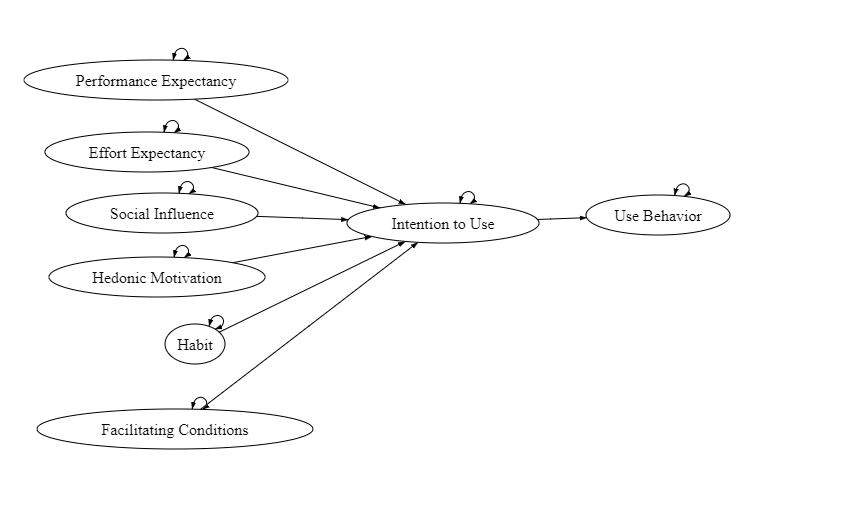 Performance Expectancy
Effort Expectancy
Social Influence
Intention to Use
Use Behavior
Hedonic Motivation
Habit
Facilitating Conditions